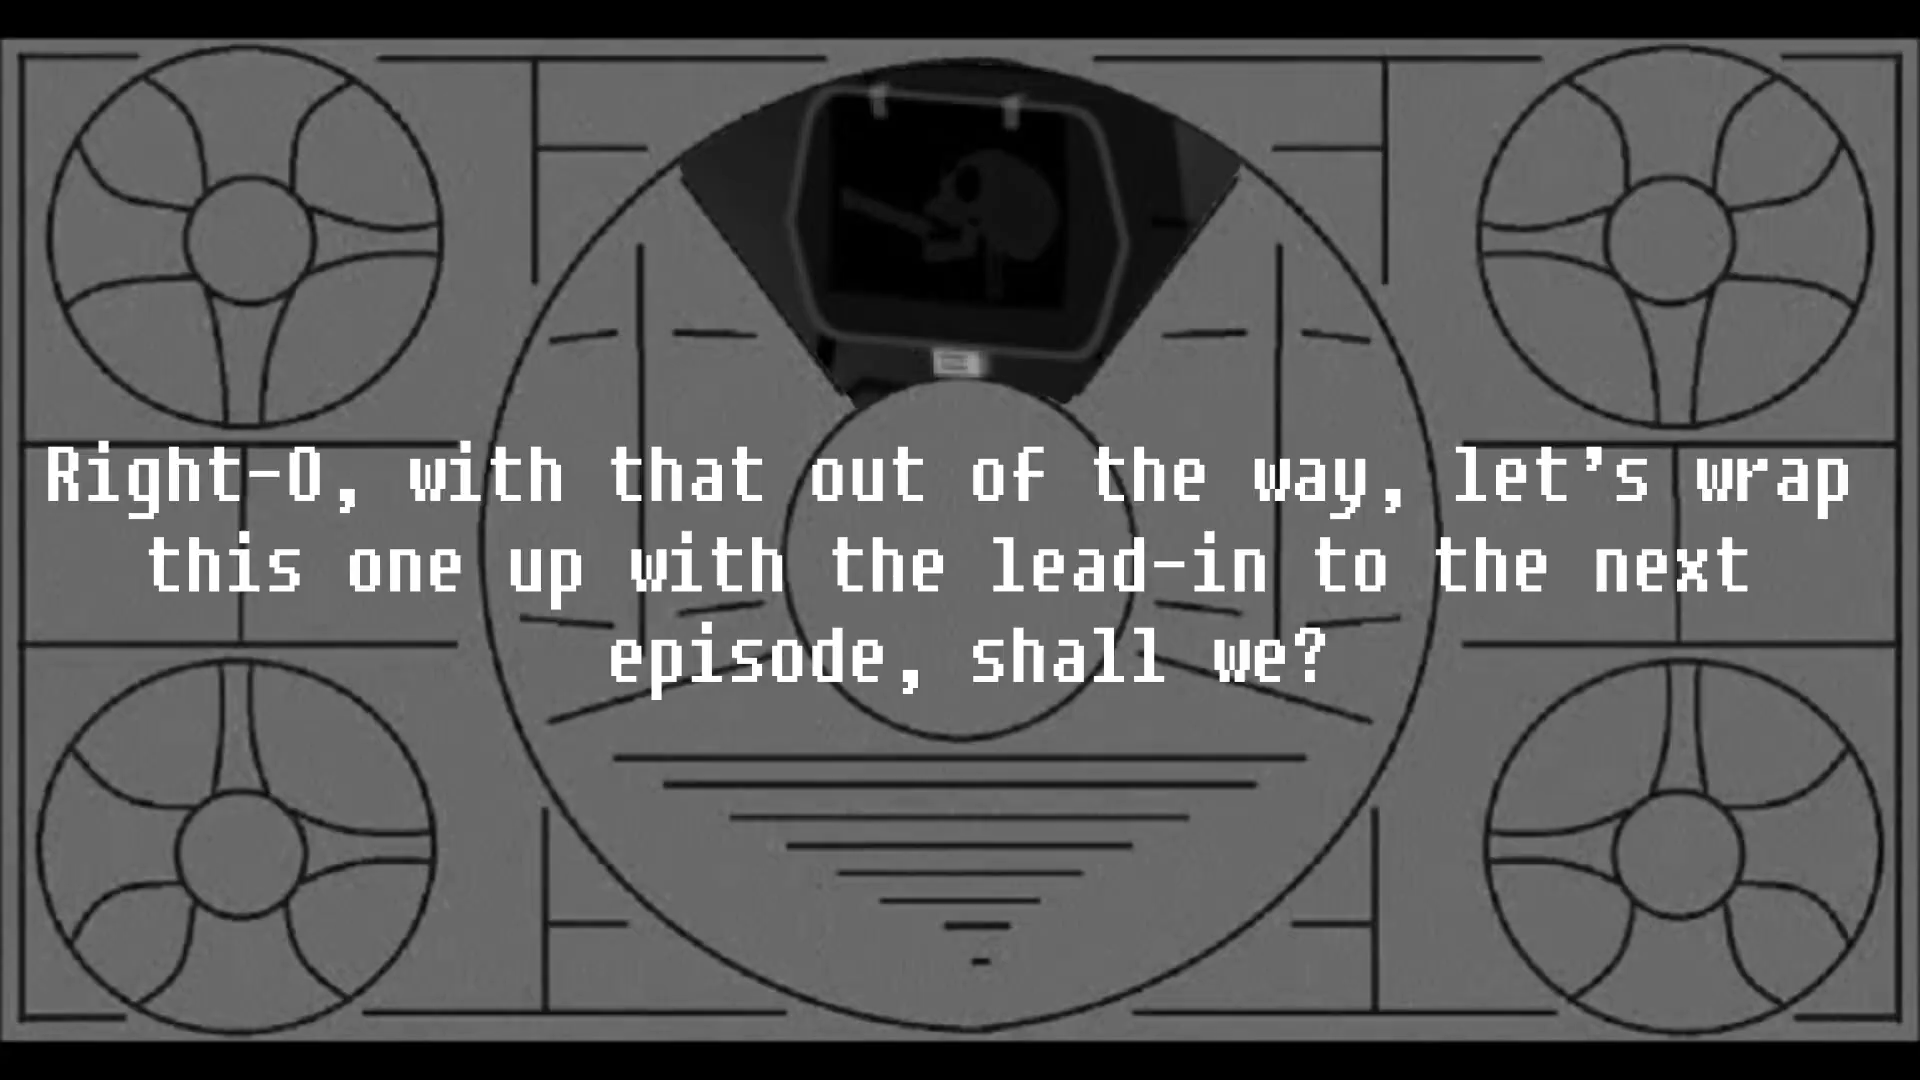 Right-O, with that out of the way, let's wrap
this one up with the lead-in to the next
episode, shall we?